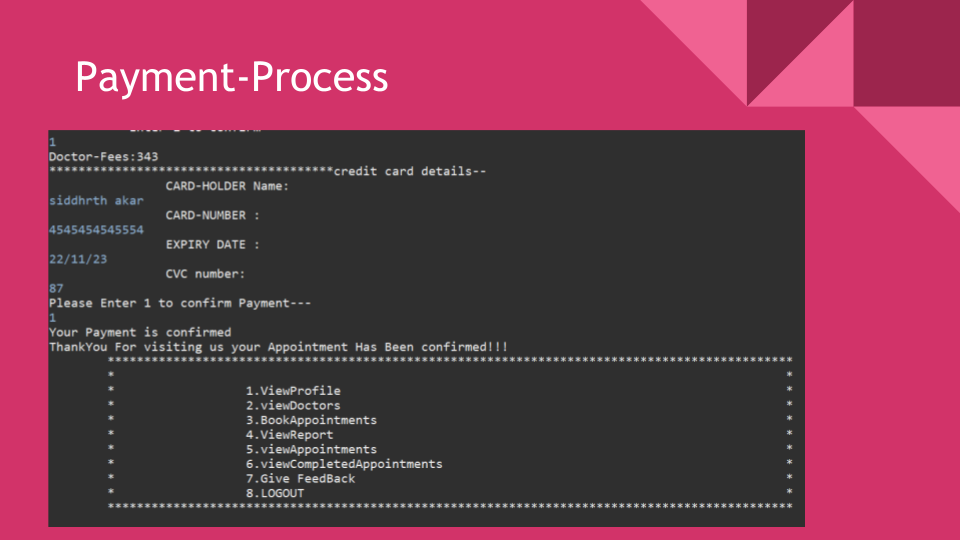 Payment-Process
1
Doctor-Fees:343
***************************************credit card details--
CARD-HOLDER Name:
siddhrth akar
CARD-NUMBER :
4545454545554
EXPIRY DATE :
22/11/23
CVC number:
87
Please Enter 1 to confirm Payment---
1
Your Payment is confirmed
ThankYou For visiting us your Appointment Has Been confirmed!!!
**********************************************************************************************
* *
* 1.ViewProfile *
* 2.viewDoctors *
* 3.BookAppointments *
* 4.ViewReport *
* 5.viewAppointments *
* 6.viewCompletedAppointments *
* 7.Give FeedBack *
* 8.LOGOUT *
**********************************************************************************************